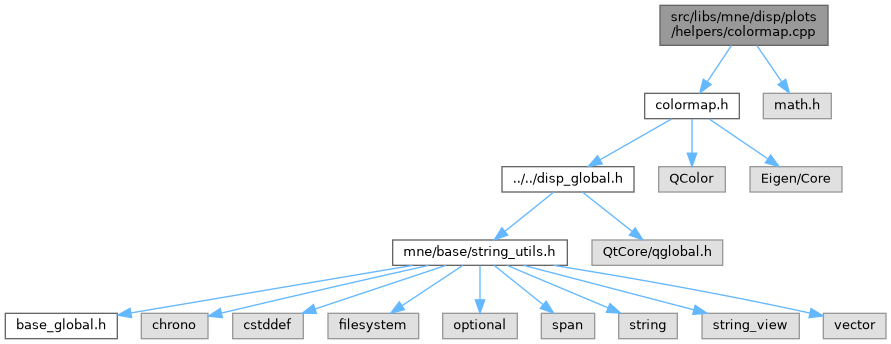 src/libs/mne/disp/plots
/helpers/colormap.cpp
colormap.h
math.h
../../disp_global.h
QColor
Eigen/Core
mne/base/string_utils.h
QtCore/qglobal.h
base_global.h
chrono
cstddef
filesystem
optional
span
string
string_view
vector